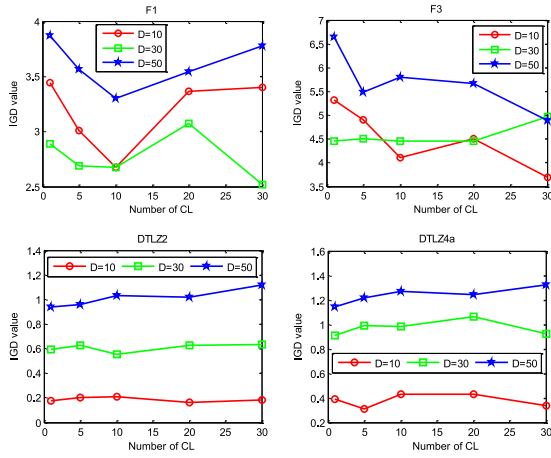 F1
4
3.5
3
2.5
0 5 10 15 20 25 30
IGD value
Number of CL
D=10
D=30
D=50
F3
7
6.5
6
5.5
5
4.5
4
3.5
0 5 10 15 20 25 30
IGD value
Number of CL
D=10
D=30
D=50
DTLZ2
1.4
1.2
1
0.8
0.6
0.4
0.2
0
0 5 10 15 20 25 30
IGD value
Number of CL
D=10 D=30 D=50
DTLZ4a
1.6
1.4
1.2
1
0.8
0.6
0.4
0.2
0 5 10 15 20 25 30
IGD value
Number of CL
D=10 D=30 D=50